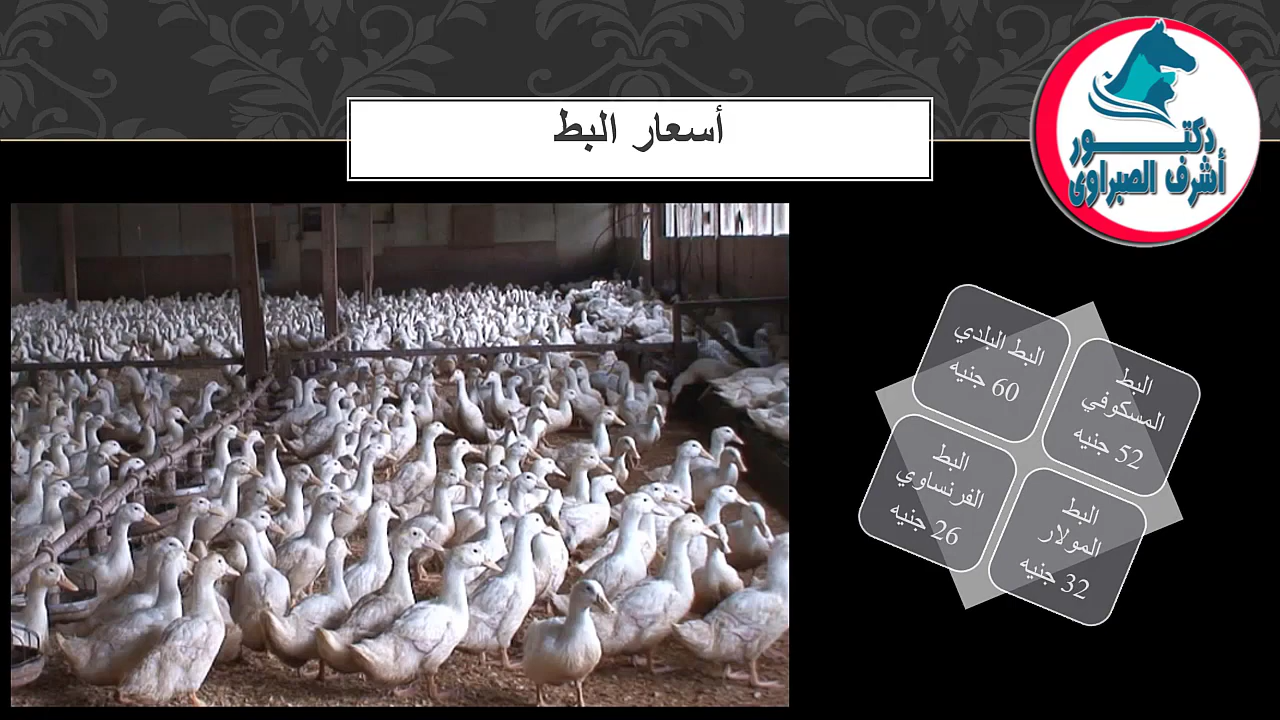 أسعار البط
دكتور
أشرف الصبراوى
البط البلدي
60 جنيه
البط
المسكوفي
52 جنيه
البط
الفرنساوي
26 جنيه
البط
المولار
32 جنيه